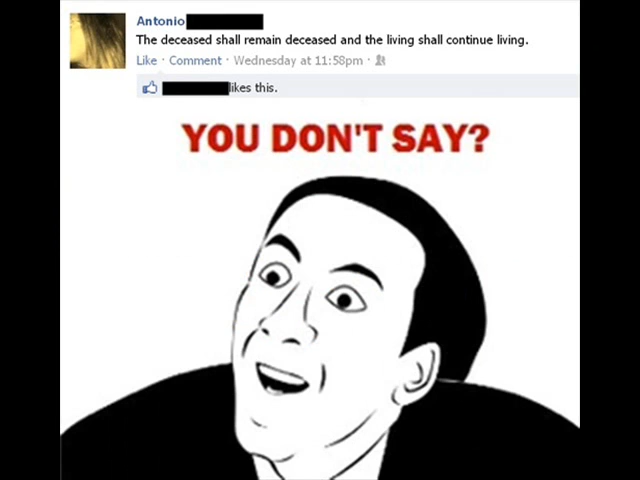 Antonio
The deceased shall remain deceased and the living shall continue living.
Like · Comment · Wednesday at 11:58pm ·
likes this.
YOU DON'T SAY?